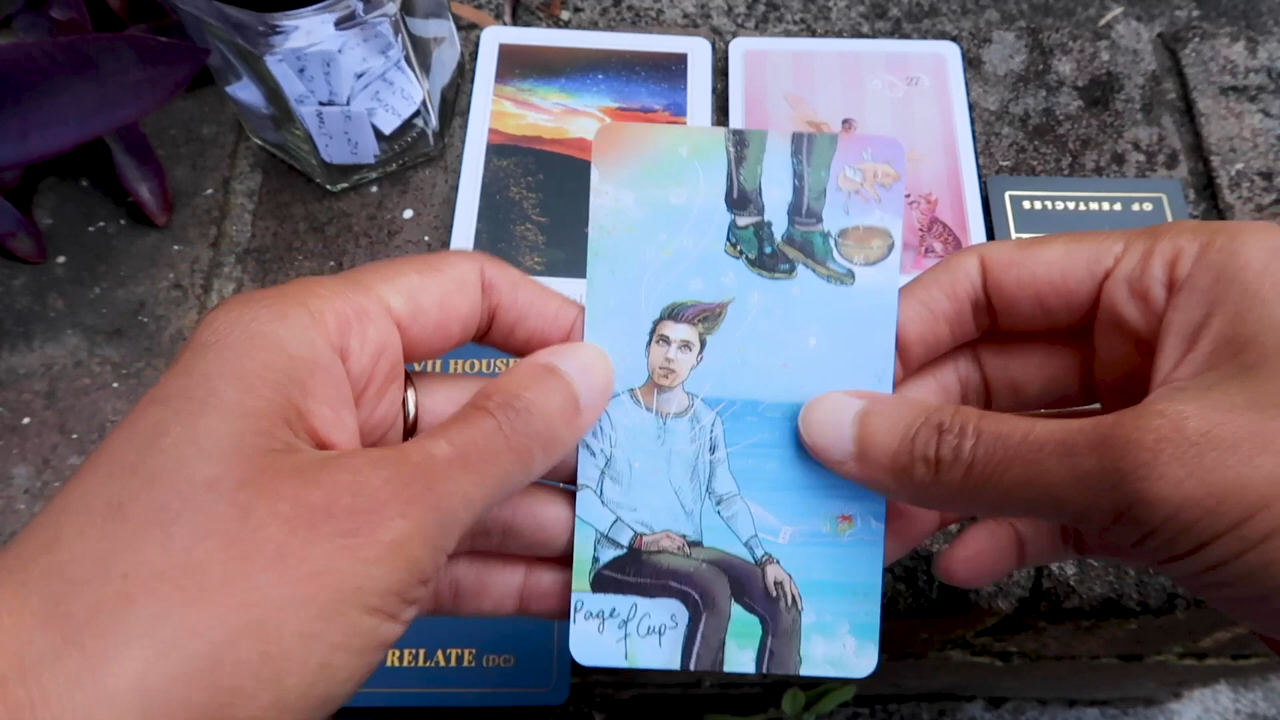 27
OF PENTACLES
VII HOUSE
RELATE (DC)
Page of Cups